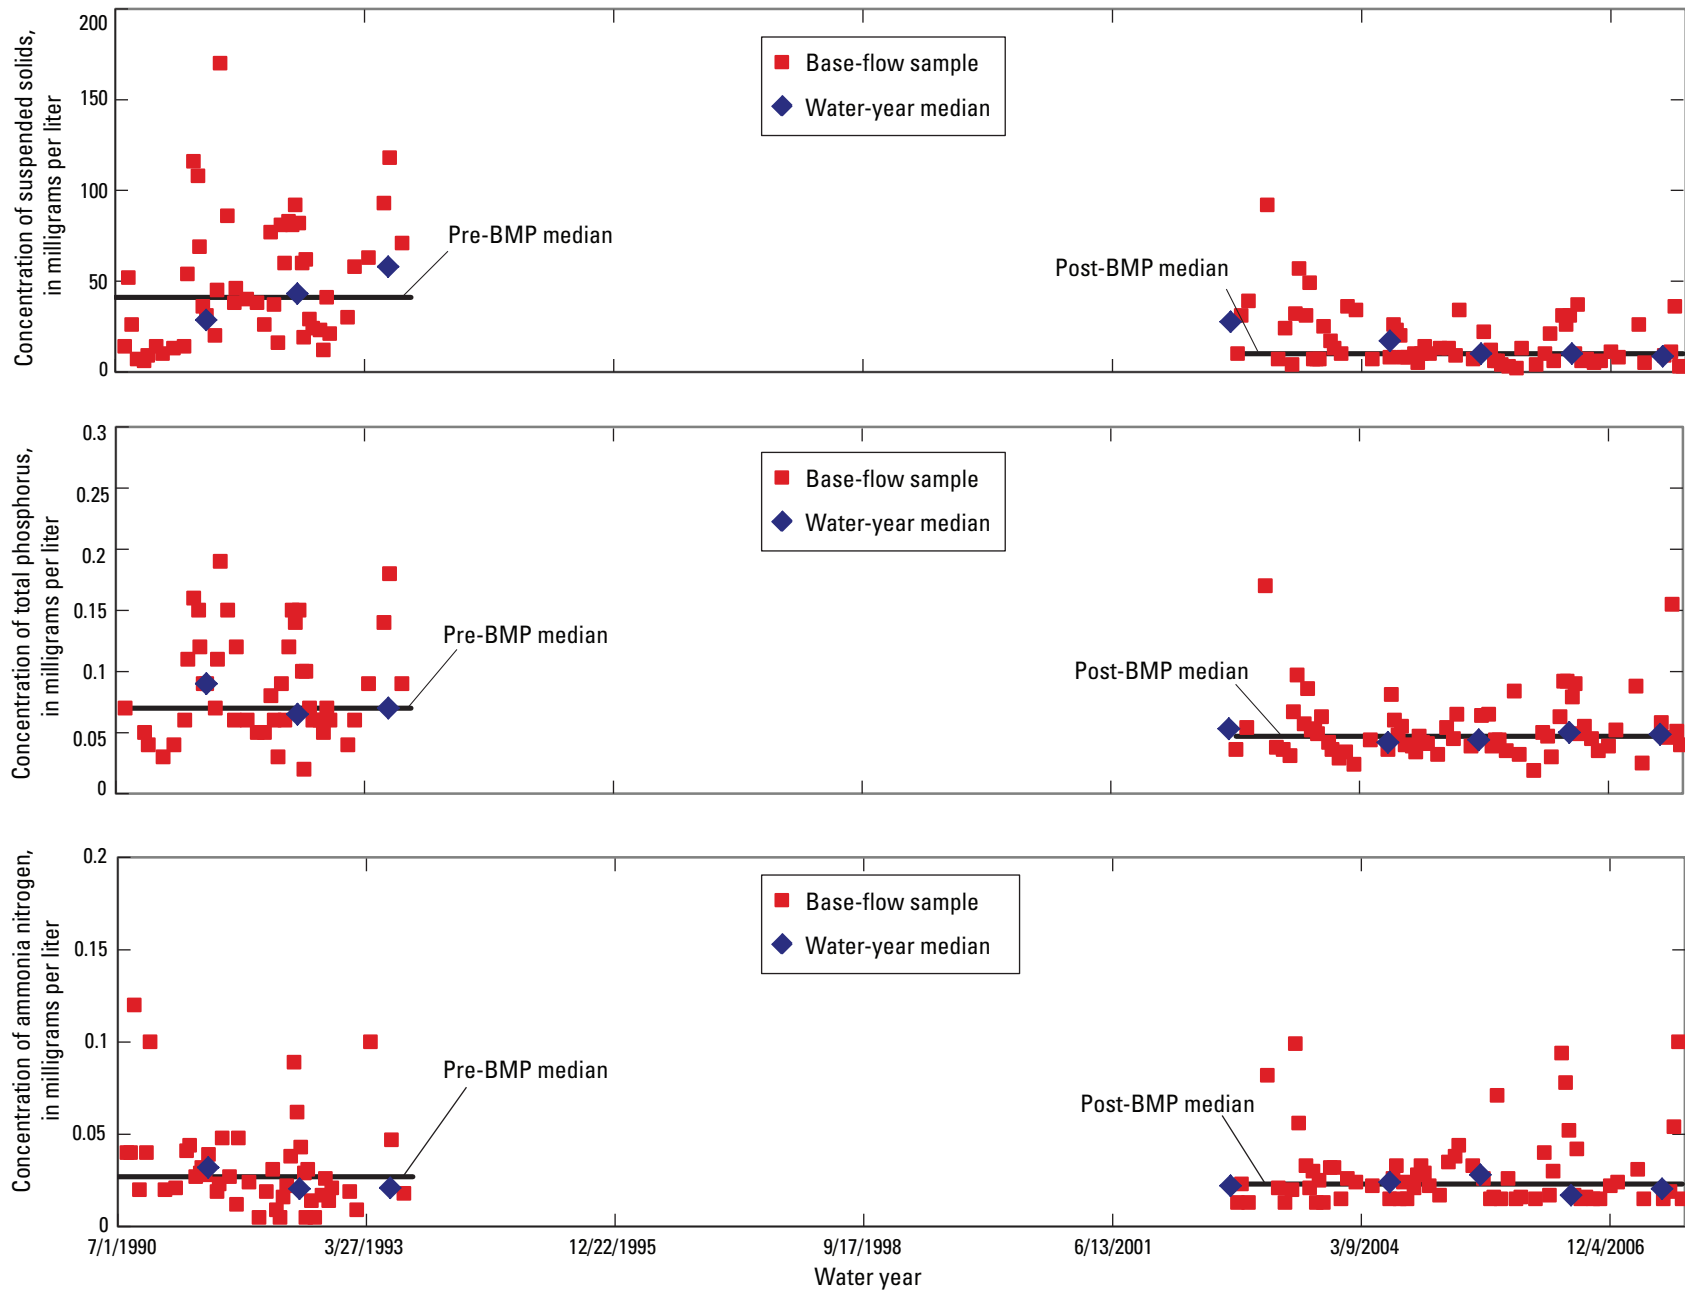 Concentration of suspended solids,
in milligrams per liter
200
150
100
50
0
Base-flow sample
Water-year median
Pre-BMP median
Post-BMP median
Concentration of total phosphorus,
in milligrams per liter
0.3
0.25
0.2
0.15
0.1
0.05
0
Base-flow sample
Water-year median
Pre-BMP median
Post-BMP median
Concentration of ammonia nitrogen,
in milligrams per liter
0.2
0.15
0.1
0.05
0
Base-flow sample
Water-year median
Pre-BMP median
Post-BMP median
7/1/1990 3/27/1993 12/22/1995 9/17/1998 6/13/2001 3/9/2004 12/4/2006
Water year